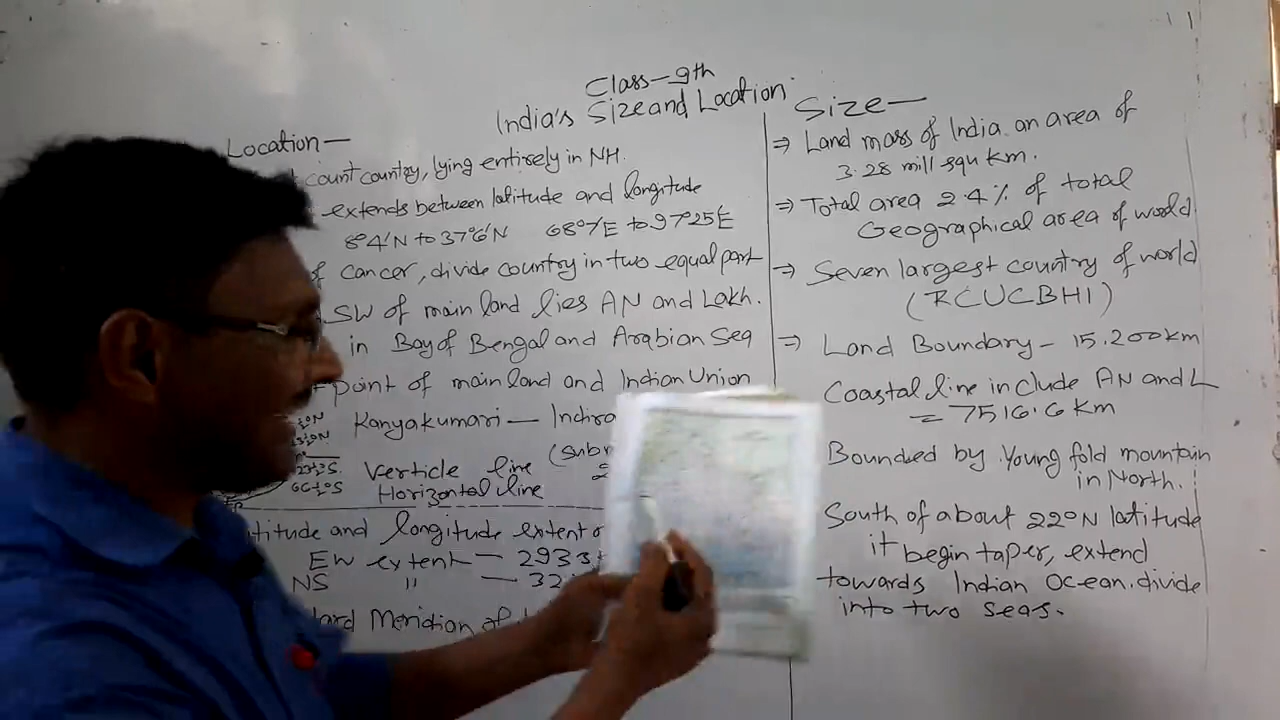 Class-9th
India's Size and Location
Location-
count country, lying entirely in NH.
extends between latitude and longitude
8°4'N to 37°6'N 68°7'E to 97°25'E
cancer, divide country in two equal part
SW of main land lies AN and Lakh.
in Bay of Bengal and Arabian Sea
point of main land and Indian Union
Kanyakumari - Indira
Verticle line
Horizontal line
23½°S.
66½°S
titude and longitude extent
EW extent - 2933
NS " - 32
dard Meridian of
Size-
⇒ Land mass of India an area of
3.28 mill squ km.
⇒ Total area 2.4% of total
Geographical area of world
⇒ Seven largest country of world
(RCUCBHI)
⇒ Land Boundary - 15.200km
Coastal line include AN and L
= 7516.6 km
Bounded by Young fold mountain
in North.
South of about 22°N latitude
it begin taper, extend
towards Indian Ocean. divide
into two seas.